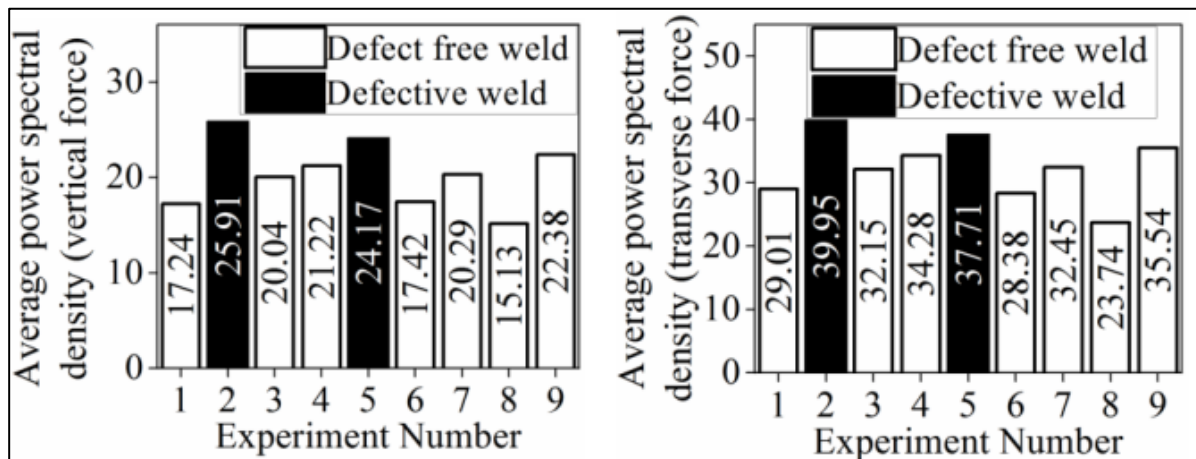 Average power spectral
density (vertical force)
30
20
10
0
Defect free weld
Defective weld
17.24
25.91
20.04
21.22
24.17
17.42
20.29
15.13
22.38
1 2 3 4 5 6 7 8 9
Experiment Number
Average power spectral
density (transverse force)
50
40
30
20
10
0
Defect free weld
Defective weld
29.01
39.95
32.15
34.28
37.71
28.38
32.45
23.74
35.54
1 2 3 4 5 6 7 8 9
Experiment Number